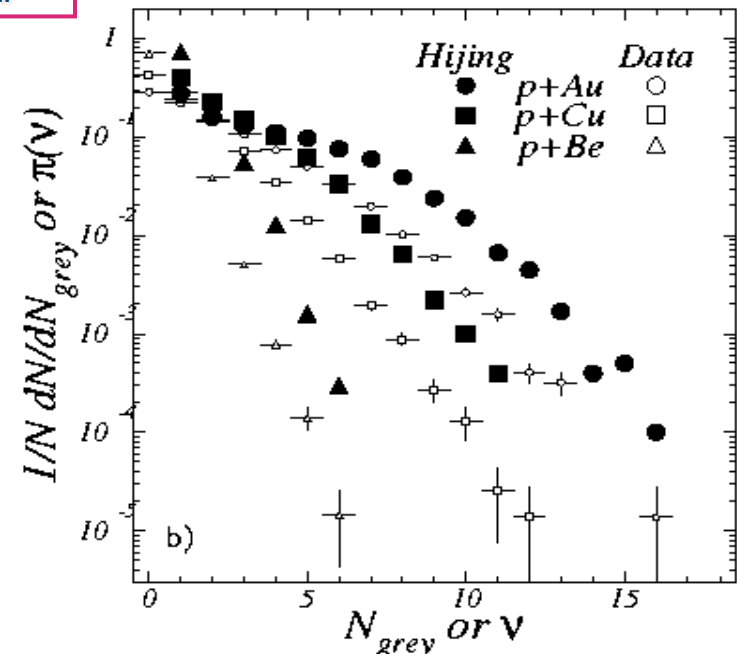 Hijing Data
p+Au
p+Cu
p+Be
1/N dN/dN_grey or π(ν)
1
10^-1
10^-2
10^-3
10^-4
10^-5
b)
0 5 10 15
N_grey or ν